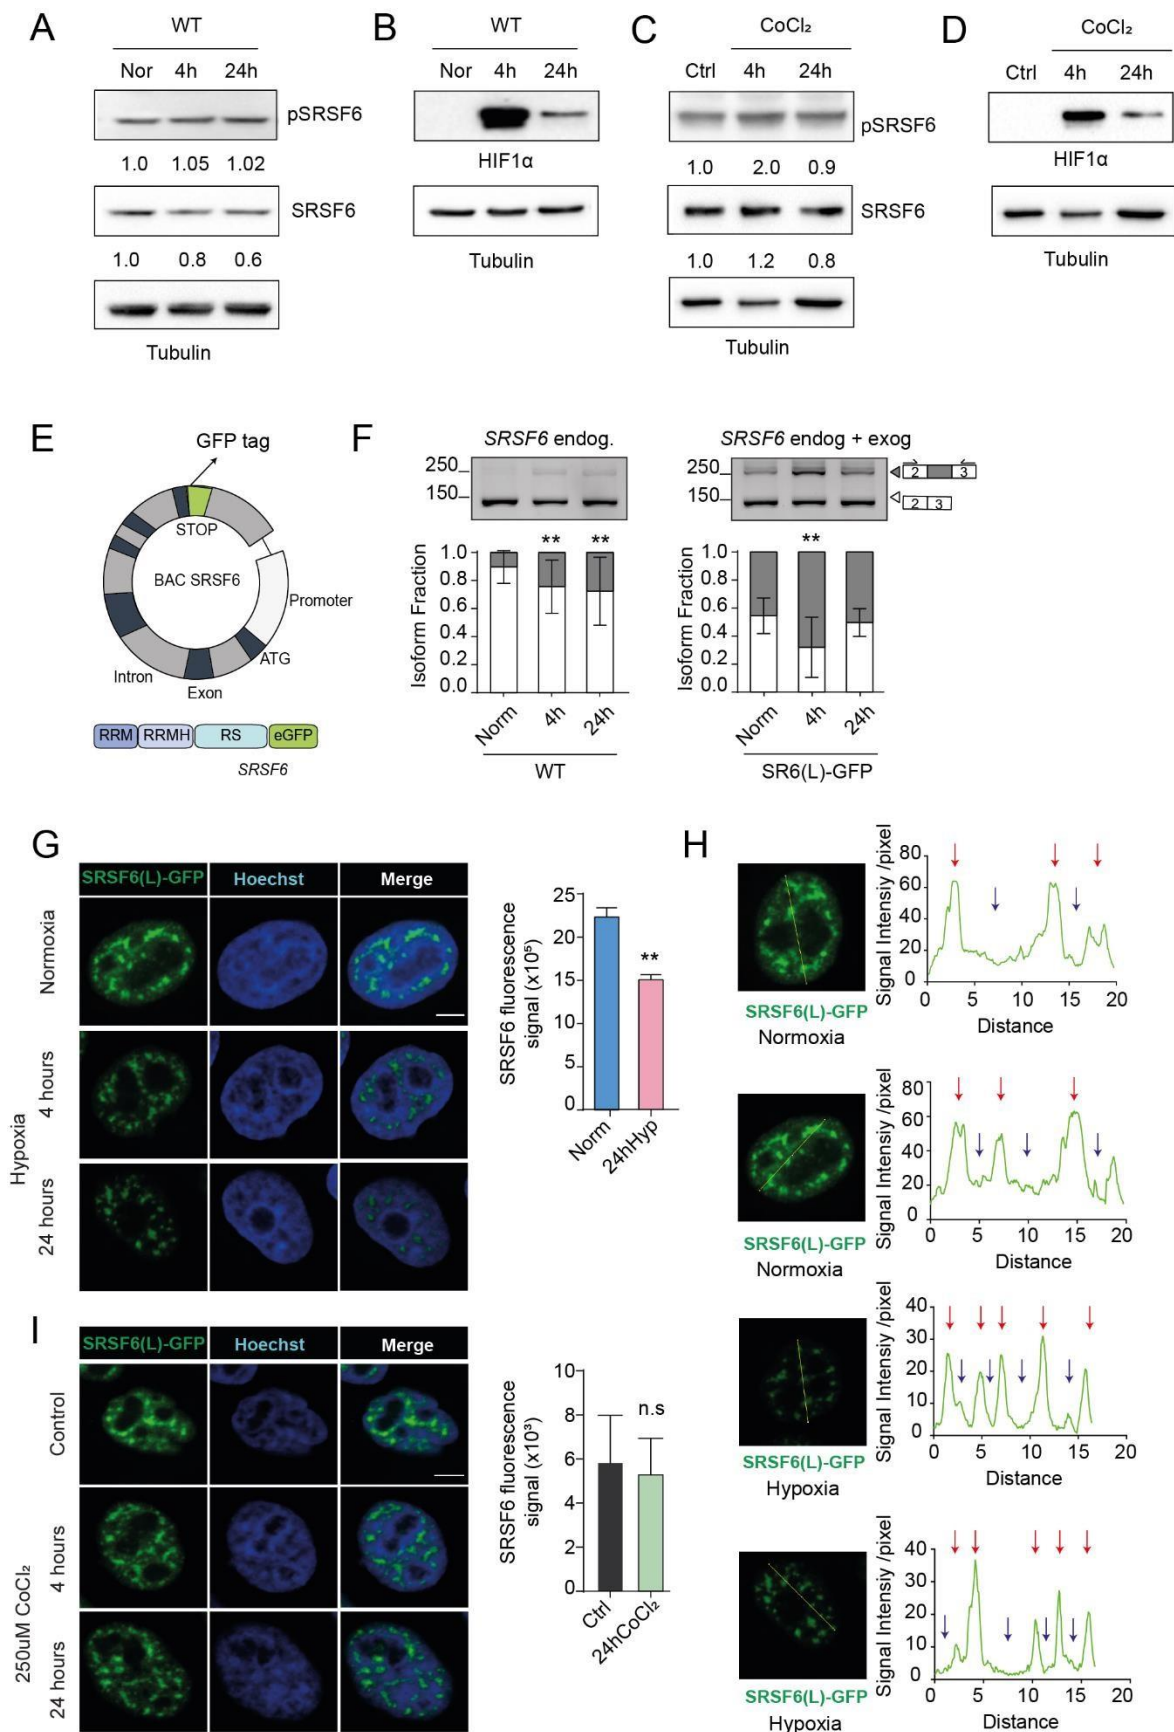 A
WT
Nor 4h 24h
pSRSF6
1.0 1.05 1.02
SRSF6
1.0 0.8 0.6
Tubulin
B
WT
Nor 4h 24h
HIF1α
Tubulin
C
CoCl₂
Ctrl 4h 24h
pSRSF6
1.0 2.0 0.9
SRSF6
1.0 1.2 0.8
Tubulin
D
CoCl₂
Ctrl 4h 24h
HIF1α
Tubulin
E
GFP tag
STOP
BAC SRSF6
Promoter
ATG
Intron
Exon
RRM RRMH RS eGFP
SRSF6
F
SRSF6 endog.
250
150
** **
Isoform Fraction
1.0
0.8
0.6
0.4
0.2
0.0
Norm 4h 24h
WT
SRSF6 endog + exog
250
150
2 3
2 3
**
Isoform Fraction
1.0
0.8
0.6
0.4
0.2
0.0
Norm 4h 24h
SR6(L)-GFP
G
SRSF6(L)-GFP Hoechst Merge
Normoxia
Hypoxia
4 hours
24 hours
SRSF6 fluorescence
signal (x10⁵)
25
20
15
10
5
0
**
Norm 24hHyp
H
SRSF6(L)-GFP
Normoxia
Signal Intensiy /pixel
80
60
40
20
0
0 5 10 15 20
Distance
SRSF6(L)-GFP
Normoxia
Signal Intensiy /pixel
80
60
40
20
0
0 5 10 15 20
Distance
SRSF6(L)-GFP
Hypoxia
Signal Intensiy /pixel
40
30
20
10
0
0 5 10 15 20
Distance
SRSF6(L)-GFP
Hypoxia
Signal Intensiy /pixel
40
30
20
10
0
0 5 10 15 20
Distance
I
SRSF6(L)-GFP Hoechst Merge
Control
250uM CoCl₂
4 hours
24 hours
SRSF6 fluorescence
signal (x10³)
10
8
6
4
2
0
n.s
Ctrl 24hCoCl₂